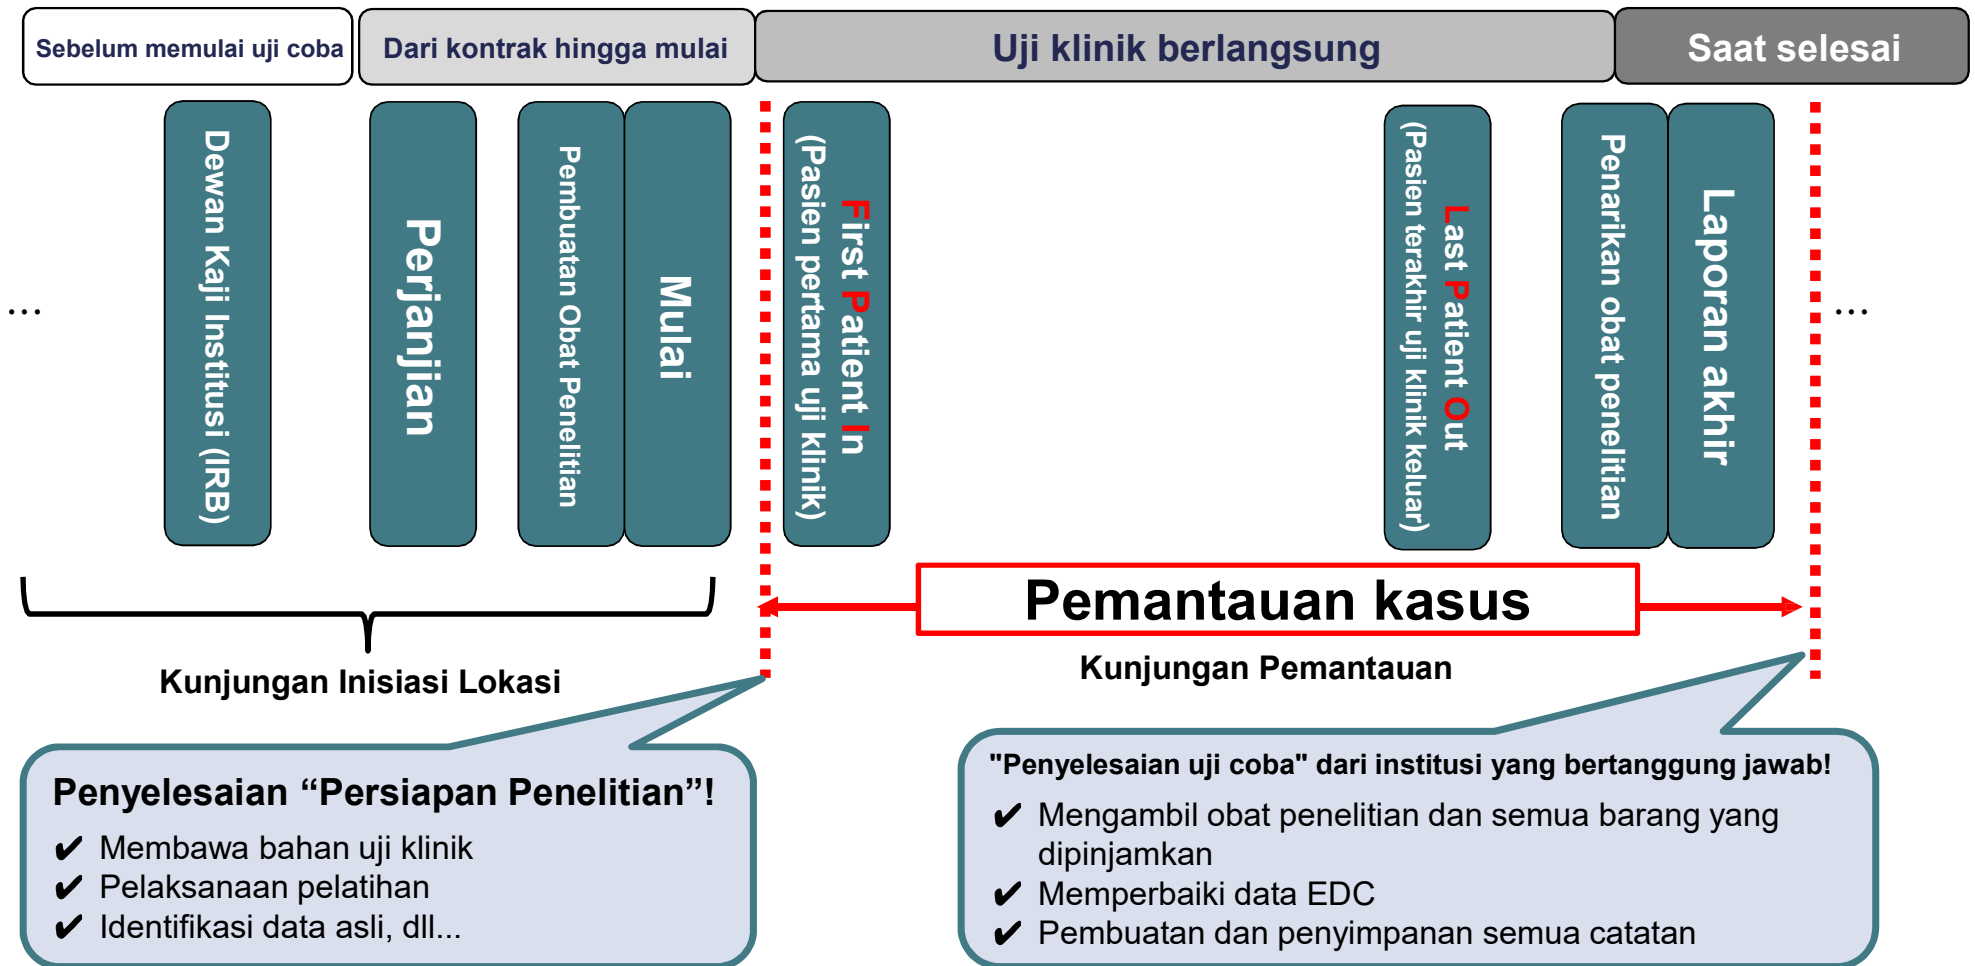 Sebelum memulai uji coba
Dari kontrak hingga mulai
Uji klinik berlangsung
Saat selesai
...
Dewan Kaji Institusi (IRB)
Perjanjian
Pembuatan Obat Penelitian
Mulai
First Patient In
(Pasien pertama uji klinik)
Last Patient Out
(Pasien terakhir uji klinik keluar)
Penarikan obat penelitian
Laporan akhir
...
Pemantauan kasus
Kunjungan Inisiasi Lokasi
Kunjungan Pemantauan
Penyelesaian “Persiapan Penelitian”!
✔ Membawa bahan uji klinik
✔ Pelaksanaan pelatihan
✔ Identifikasi data asli, dll...
"Penyelesaian uji coba" dari institusi yang bertanggung jawab!
✔ Mengambil obat penelitian dan semua barang yang
dipinjamkan
✔ Memperbaiki data EDC
✔ Pembuatan dan penyimpanan semua catatan